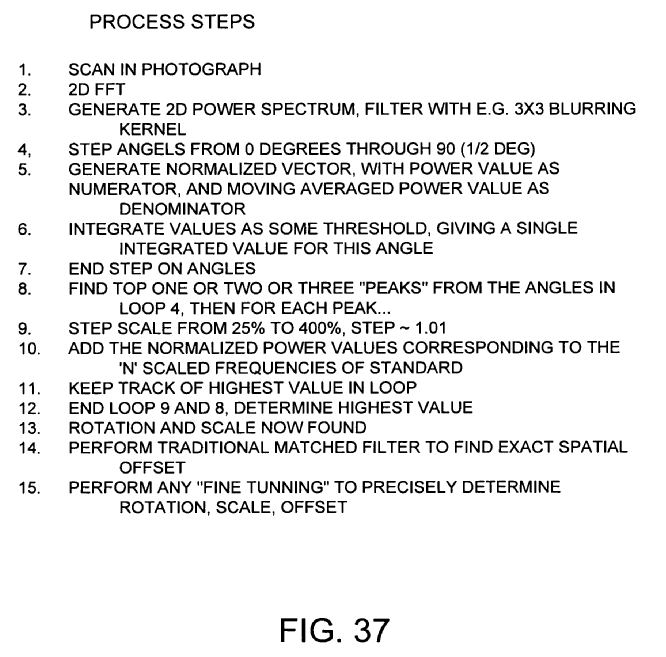 PROCESS STEPS
1. SCAN IN PHOTOGRAPH
2. 2D FFT
3. GENERATE 2D POWER SPECTRUM, FILTER WITH E.G. 3X3 BLURRING
KERNEL
4, STEP ANGELS FROM 0 DEGREES THROUGH 90 (1/2 DEG)
5. GENERATE NORMALIZED VECTOR, WITH POWER VALUE AS
NUMERATOR, AND MOVING AVERAGED POWER VALUE AS
DENOMINATOR
6. INTEGRATE VALUES AS SOME THRESHOLD, GIVING A SINGLE
INTEGRATED VALUE FOR THIS ANGLE
7. END STEP ON ANGLES
8. FIND TOP ONE OR TWO OR THREE "PEAKS" FROM THE ANGLES IN
LOOP 4, THEN FOR EACH PEAK...
9. STEP SCALE FROM 25% TO 400%, STEP ~ 1.01
10. ADD THE NORMALIZED POWER VALUES CORRESPONDING TO THE
'N' SCALED FREQUENCIES OF STANDARD
11. KEEP TRACK OF HIGHEST VALUE IN LOOP
12. END LOOP 9 AND 8, DETERMINE HIGHEST VALUE
13. ROTATION AND SCALE NOW FOUND
14. PERFORM TRADITIONAL MATCHED FILTER TO FIND EXACT SPATIAL
OFFSET
15. PERFORM ANY "FINE TUNNING" TO PRECISELY DETERMINE
ROTATION, SCALE, OFFSET
FIG. 37